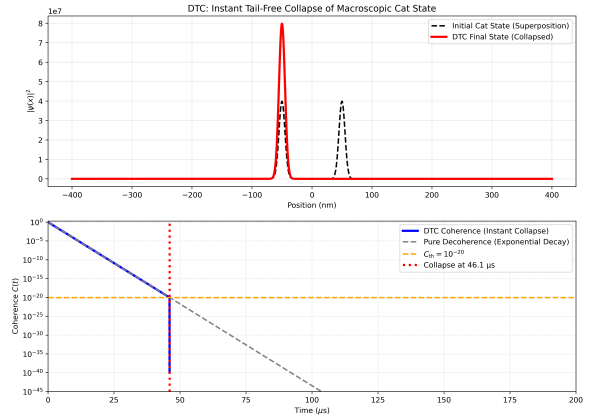 DTC: Instant Tail-Free Collapse of Macroscopic Cat State
1e7
8
7
6
5
4
3
2
1
0
|ψ(x)|²
Initial Cat State (Superposition)
DTC Final State (Collapsed)
−400 −300 −200 −100 0 100 200 300 400
Position (nm)
10⁰
10⁻⁵
10⁻¹⁰
10⁻¹⁵
10⁻²⁰
10⁻²⁵
10⁻³⁰
10⁻³⁵
10⁻⁴⁰
10⁻⁴⁵
Coherence C(t)
DTC Coherence (Instant Collapse)
Pure Decoherence (Exponential Decay)
C_th = 10⁻²⁰
Collapse at 46.1 μs
0 25 50 75 100 125 150 175 200
Time (μs)